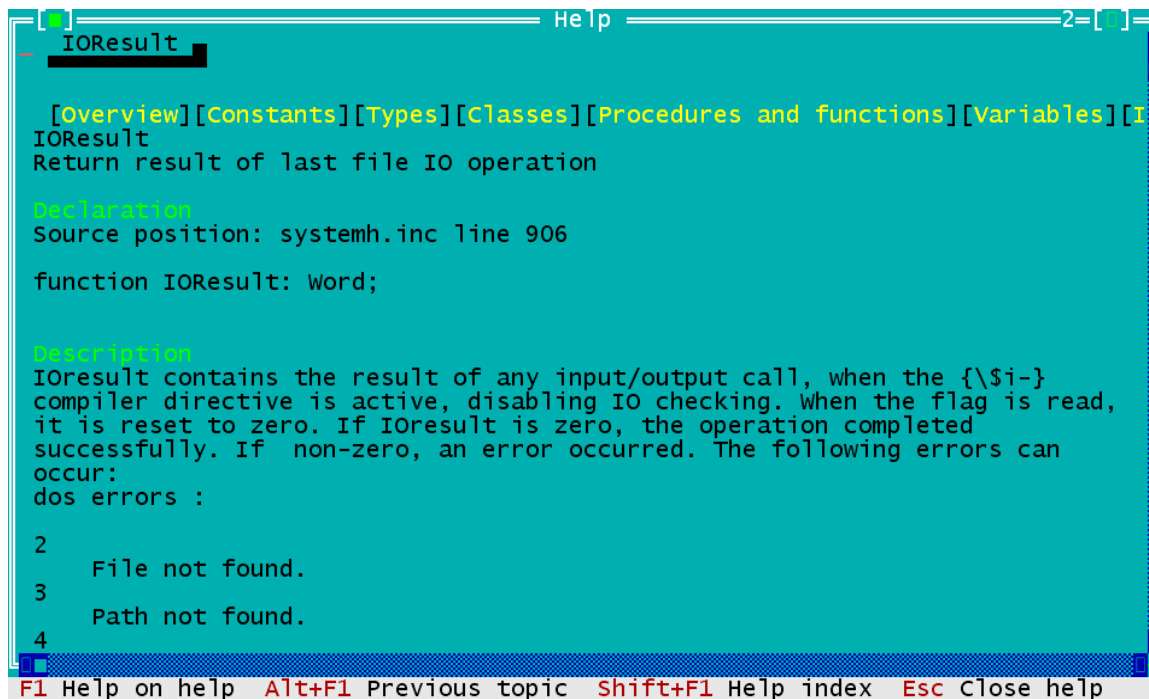 Help 2
IOResult
[Overview][Constants][Types][Classes][Procedures and functions][Variables][I
IOResult
Return result of last file IO operation
Declaration
Source position: systemh.inc line 906
function IOResult: Word;
Description
IOresult contains the result of any input/output call, when the {\$i-}
compiler directive is active, disabling IO checking. When the flag is read,
it is reset to zero. If IOresult is zero, the operation completed
successfully. If  non-zero, an error occurred. The following errors can
occur:
dos errors :
2
File not found.
3
Path not found.
4
F1 Help on help  Alt+F1 Previous topic  Shift+F1 Help index  Esc Close help